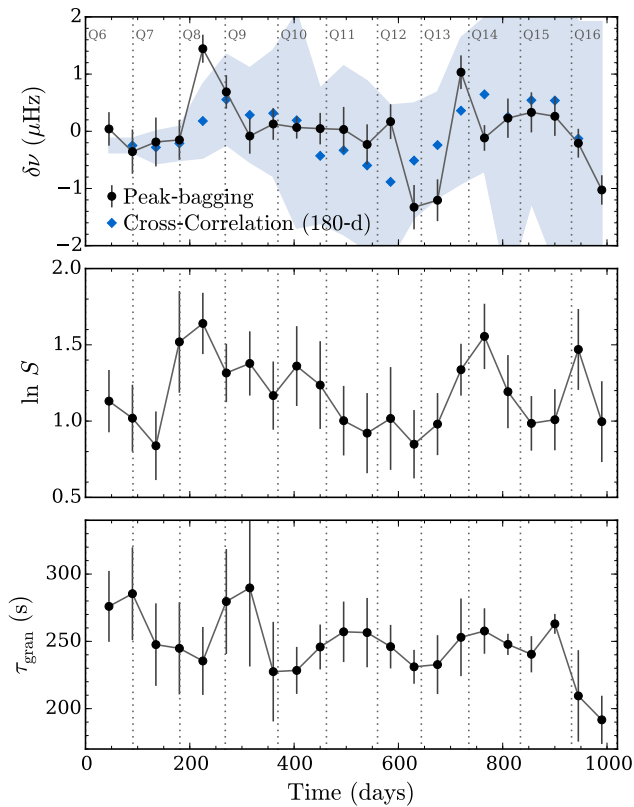 Q6 Q7 Q8 Q9 Q10 Q11 Q12 Q13 Q14 Q15 Q16
2
1
0
−1
−2
δν (μHz)
Peak-bagging
Cross-Correlation (180-d)
2.0
1.5
1.0
0.5
ln S
300
250
200
τgran (s)
0 200 400 600 800 1000
Time (days)